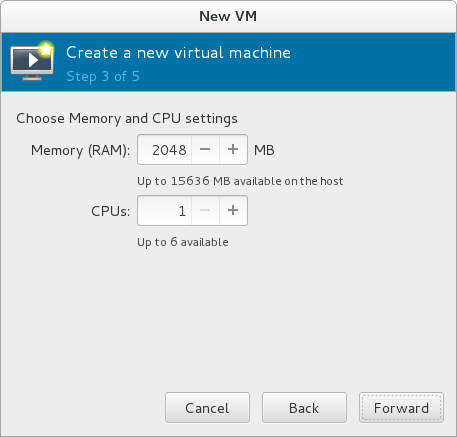 New VM
Create a new virtual machine
Step 3 of 5
Choose Memory and CPU settings
Memory (RAM): 2048 − + MB
Up to 15636 MB available on the host
CPUs: 1 − +
Up to 6 available
Cancel Back Forward